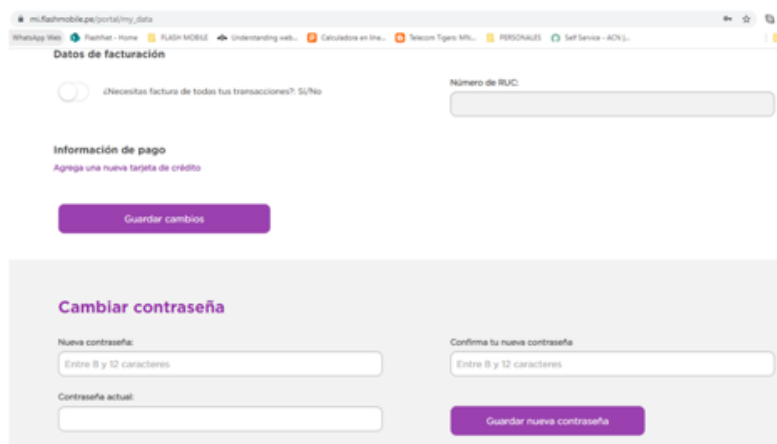 mi.flashmobile.pe/portal/my_data
WhatsApp Web FlashNet - Home FLASH MOBILE Understanding web... Calculadora en líne... Telecom Tigers: MN... PERSONALES Self Service - ACN |...
Datos de facturación
¿Necesitas factura de todas tus transacciones?: Sí/No
Número de RUC:
Información de pago
Agrega una nueva tarjeta de crédito
Guardar cambios
Cambiar contraseña
Nueva contraseña:
Confirma tu nueva contraseña
Entre 8 y 12 caracteres
Entre 8 y 12 caracteres
Contraseña actual:
Guardar nueva contraseña